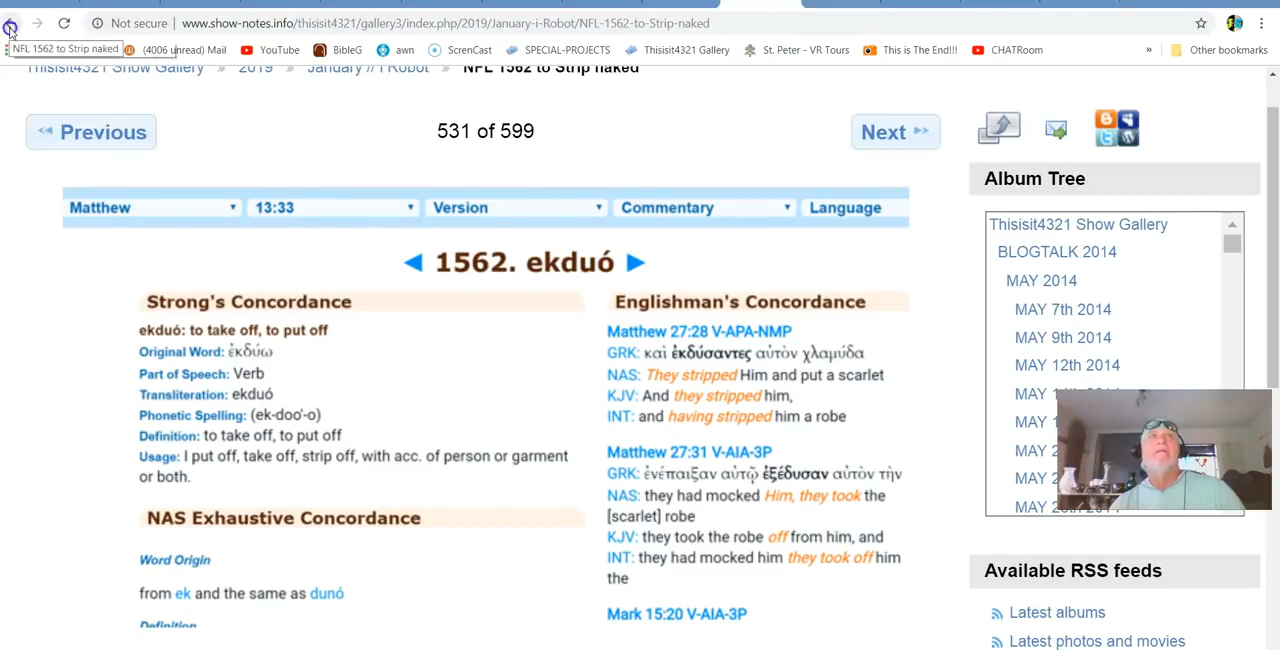 Not secure | www.show-notes.info/thisisit4321/gallery3/index.php/2019/January-i-Robot/NFL-1562-to-Strip-naked
NFL 1562 to Strip naked
(4006 unread) Mail
YouTube
BibleG
awn
ScrenCast
SPECIAL-PROJECTS
Thisisit4321 Gallery
St. Peter - VR Tours
This is The End!!!
CHATRoom
»
Other bookmarks
Thisisit4321 Show Gallery
2019
January // I Robot
NFL 1562 to Strip naked
Previous
531 of 599
Next
Matthew
13:33
Version
Commentary
Language
1562. ekduó
Strong's Concordance
ekduó: to take off, to put off
Original Word: ἐκδύω
Part of Speech: Verb
Transliteration: ekduó
Phonetic Spelling: (ek-doo'-o)
Definition: to take off, to put off
Usage: I put off, take off, strip off, with acc. of person or garment
or both.
NAS Exhaustive Concordance
Word Origin
from ek and the same as dunó
Definition
Englishman's Concordance
Matthew 27:28 V-APA-NMP
GRK: καὶ ἐκδύσαντες αὐτὸν χλαμύδα
NAS: They stripped Him and put a scarlet
KJV: And they stripped him,
INT: and having stripped him a robe
Matthew 27:31 V-AIA-3P
GRK: ἐνέπαιξαν αὐτῷ ἐξέδυσαν αὐτὸν τὴν
NAS: they had mocked Him, they took the
[scarlet] robe
KJV: they took the robe off from him, and
INT: they had mocked him they took off him
the
Mark 15:20 V-AIA-3P
Album Tree
Thisisit4321 Show Gallery
BLOGTALK 2014
MAY 2014
MAY 7th 2014
MAY 9th 2014
MAY 12th 2014
MAY
MAY
MAY
MAY
MAY
Available RSS feeds
Latest albums
Latest photos and movies